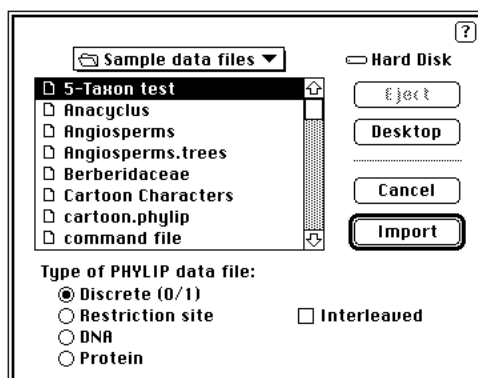 ?
Sample data files
Hard Disk
5-Taxon test
Anacyclus
Angiosperms
Angiosperms.trees
Berberidaceae
Cartoon Characters
cartoon.phylip
command file
Eject
Desktop
Cancel
Import
Type of PHYLIP data file:
Discrete (0/1)
Restriction site
Interleaved
DNA
Protein